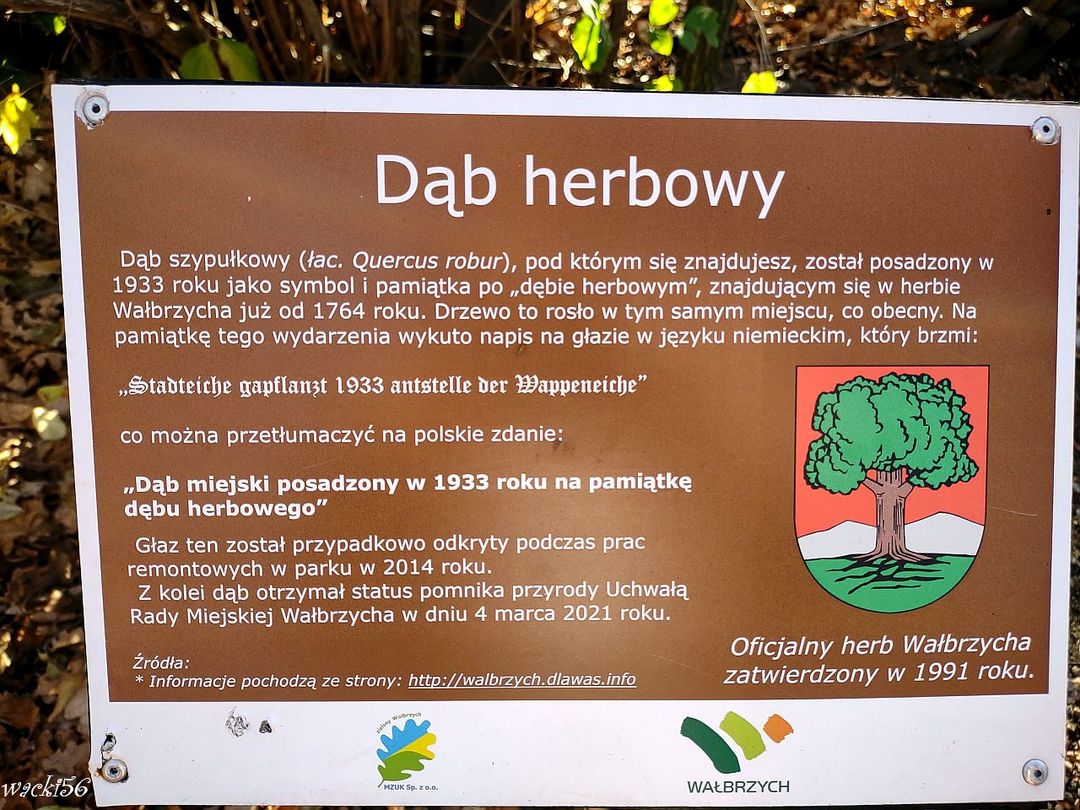 Dąb herbowy
Dąb szypułkowy (łac. Quercus robur), pod którym się znajdujesz, został posadzony w
1933 roku jako symbol i pamiątka po „dębie herbowym”, znajdującym się w herbie
Wałbrzycha już od 1764 roku. Drzewo to rosło w tym samym miejscu, co obecny. Na
pamiątkę tego wydarzenia wykuto napis na głazie w języku niemieckim, który brzmi:
„Stadteiche gapflanzt 1933 antstelle der Wappeneiche”
co można przetłumaczyć na polskie zdanie:
„Dąb miejski posadzony w 1933 roku na pamiątkę
dębu herbowego”
Głaz ten został przypadkowo odkryty podczas prac
remontowych w parku w 2014 roku.
Z kolei dąb otrzymał status pomnika przyrody Uchwałą
Rady Miejskiej Wałbrzycha w dniu 4 marca 2021 roku.
Oficjalny herb Wałbrzycha
zatwierdzony w 1991 roku.
Źródła:
* Informacje pochodzą ze strony: http://walbrzych.dlawas.info
Zielony Wałbrzych
MZUK Sp. z o.o.
WAŁBRZYCH
wacki56